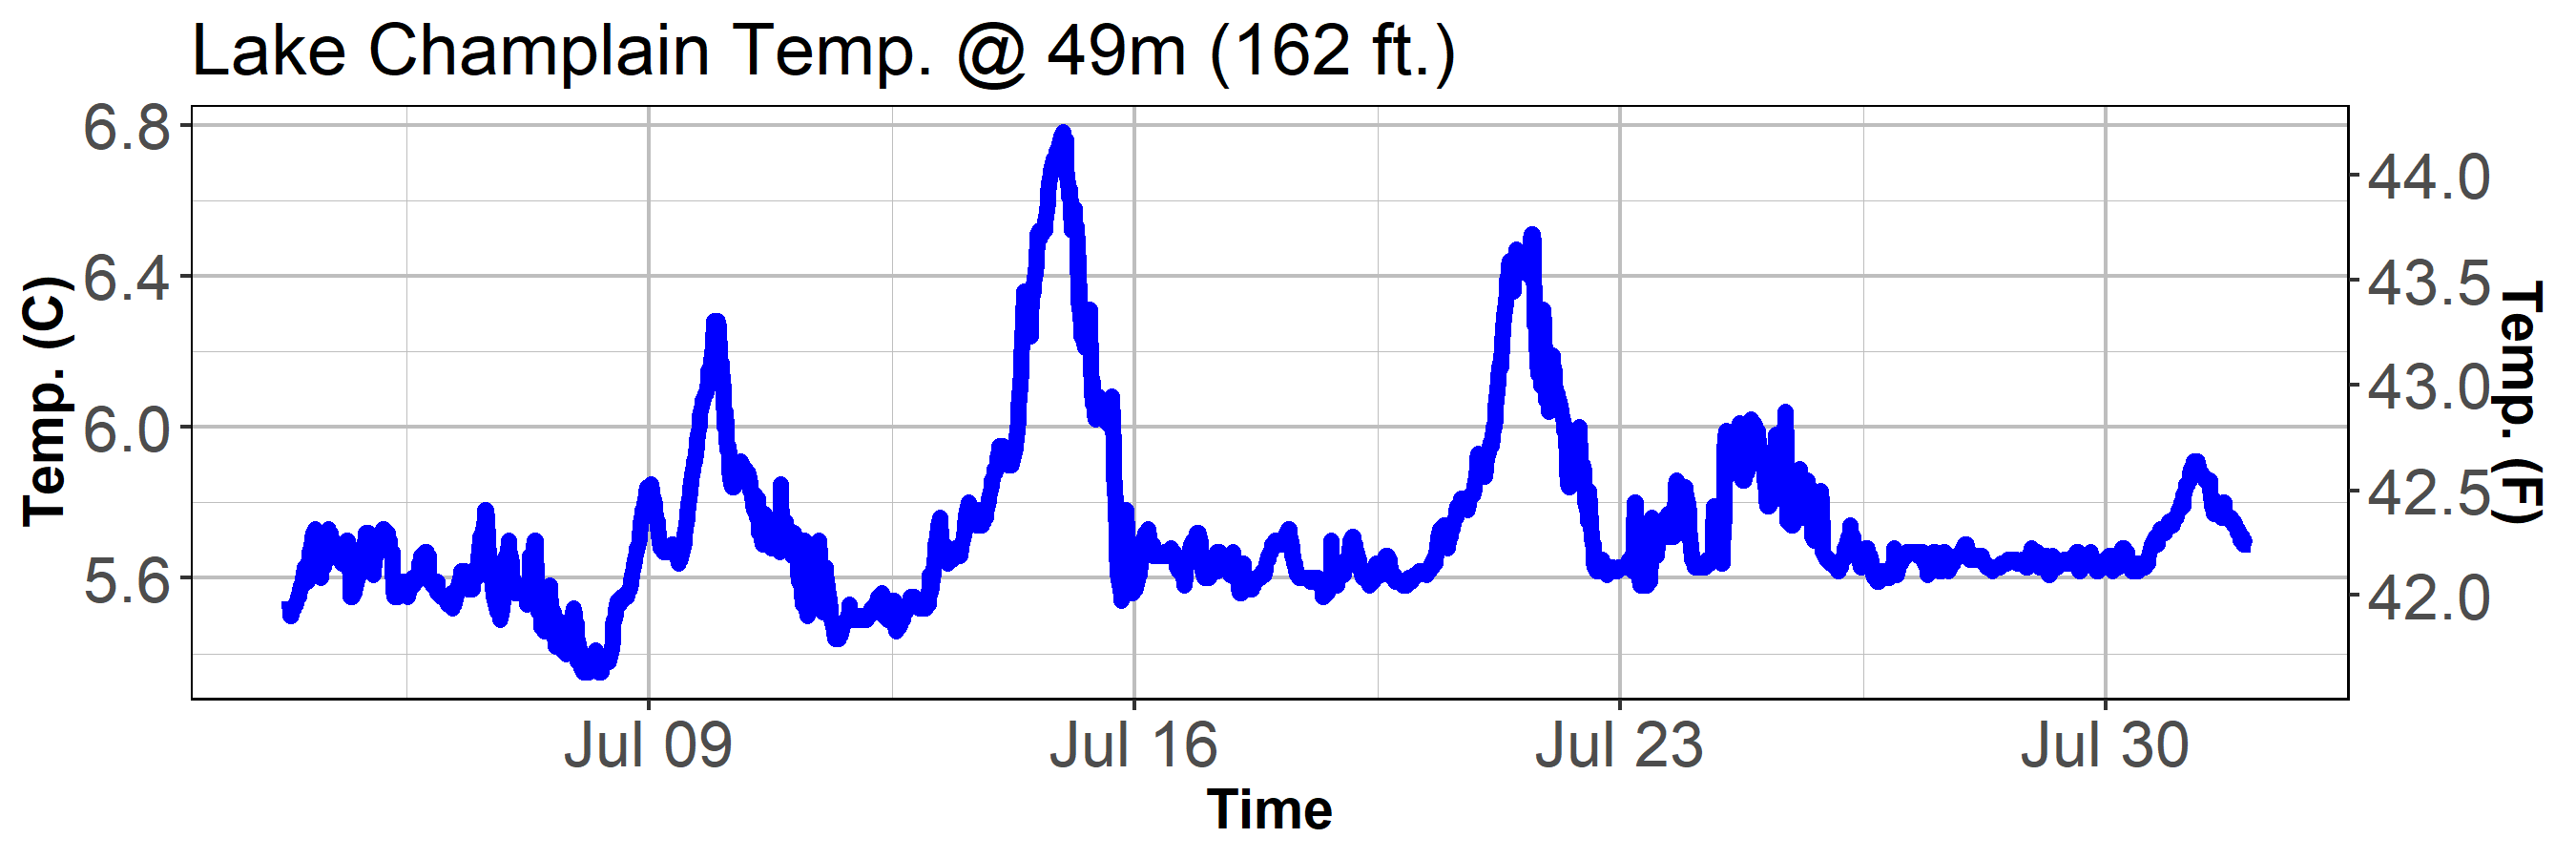 Lake Champlain Temp. @ 49m (162 ft.)
6.8
6.4
6.0
5.6
Temp. (C)
44.0
43.5
43.0
42.5
42.0
Temp. (F)
Jul 09 Jul 16 Jul 23 Jul 30
Time